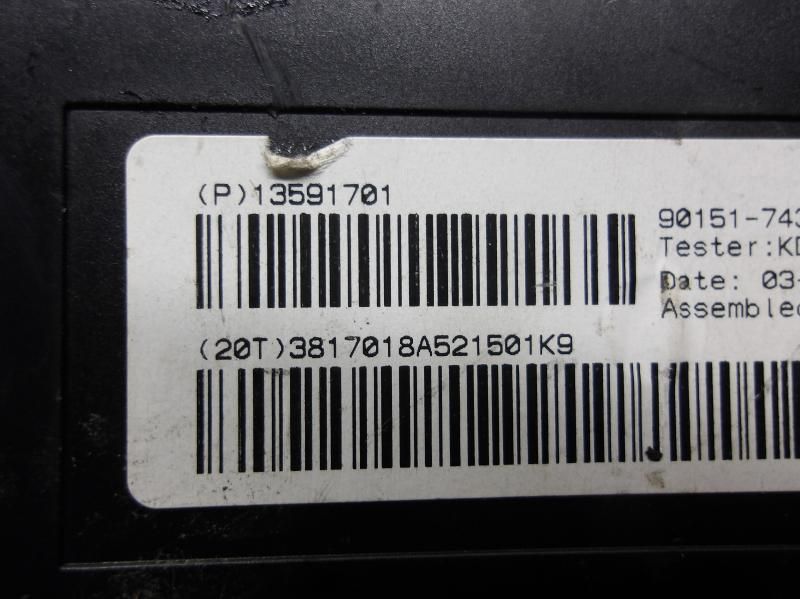 (P)13591701
90151-743
Tester:KD
Date: 03-
Assembled
(20T)3817018A521501K9